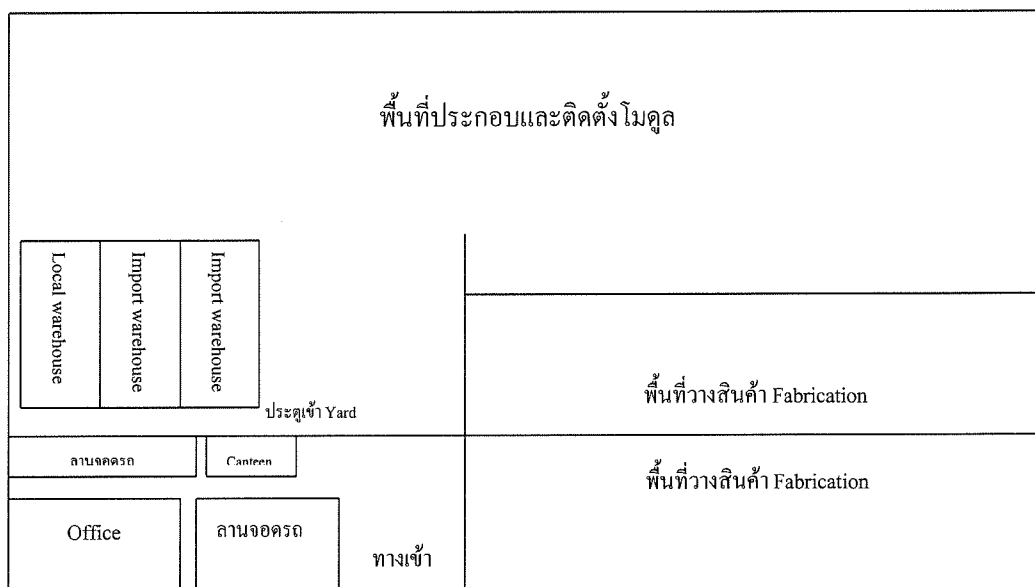 พื้นที่ประกอบและติดตั้งโมดูล
Local warehouse
Import warehouse
Import warehouse
พื้นที่วางสินค้า Fabrication
ประตูเข้า Yard
ลานจอดรถ
Canteen
พื้นที่วางสินค้า Fabrication
Office
ลานจอดรถ
ทางเข้า